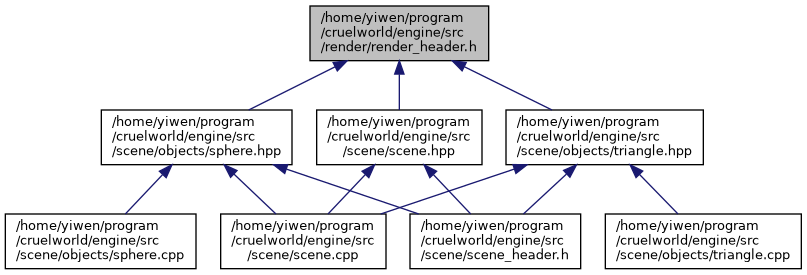 /home/yiwen/program
/cruelworld/engine/src
/render/render_header.h
/home/yiwen/program
/cruelworld/engine/src
/scene/objects/sphere.hpp
/home/yiwen/program
/cruelworld/engine/src
/scene/scene.hpp
/home/yiwen/program
/cruelworld/engine/src
/scene/objects/triangle.hpp
/home/yiwen/program
/cruelworld/engine/src
/scene/objects/sphere.cpp
/home/yiwen/program
/cruelworld/engine/src
/scene/scene.cpp
/home/yiwen/program
/cruelworld/engine/src
/scene/scene_header.h
/home/yiwen/program
/cruelworld/engine/src
/scene/objects/triangle.cpp